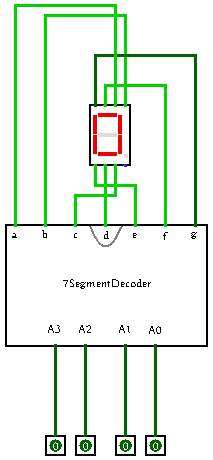 a b c d e f g
7SegmentDecoder
A3 A2 A1 A0
0 0 0 0